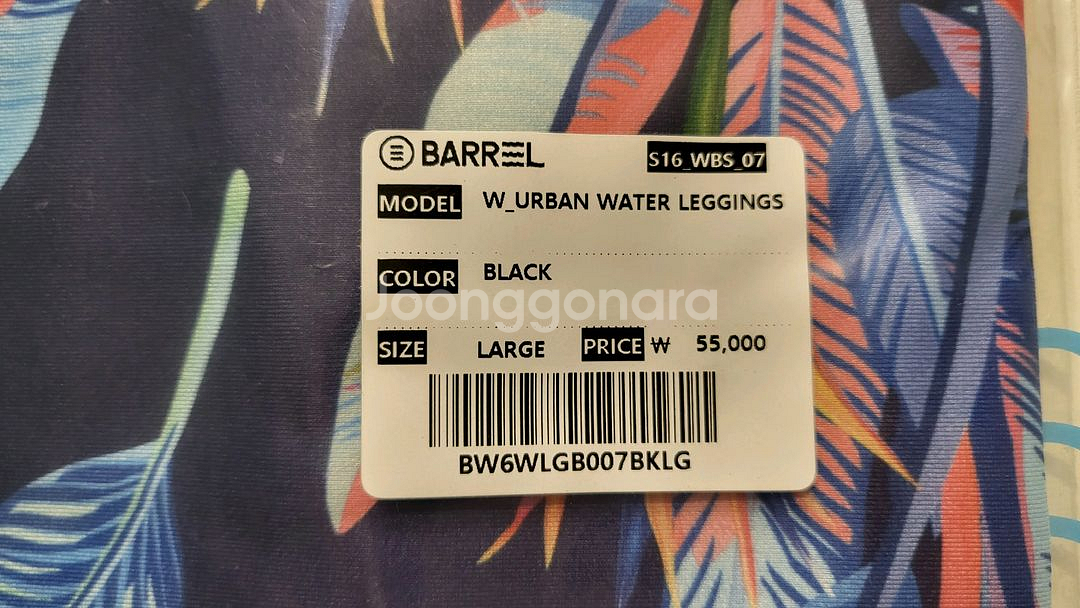 BARREL S16_WBS_07
MODEL W_URBAN WATER LEGGINGS
COLOR BLACK
Joonggonara
SIZE LARGE PRICE ₩ 55,000
BW6WLGB007BKLG